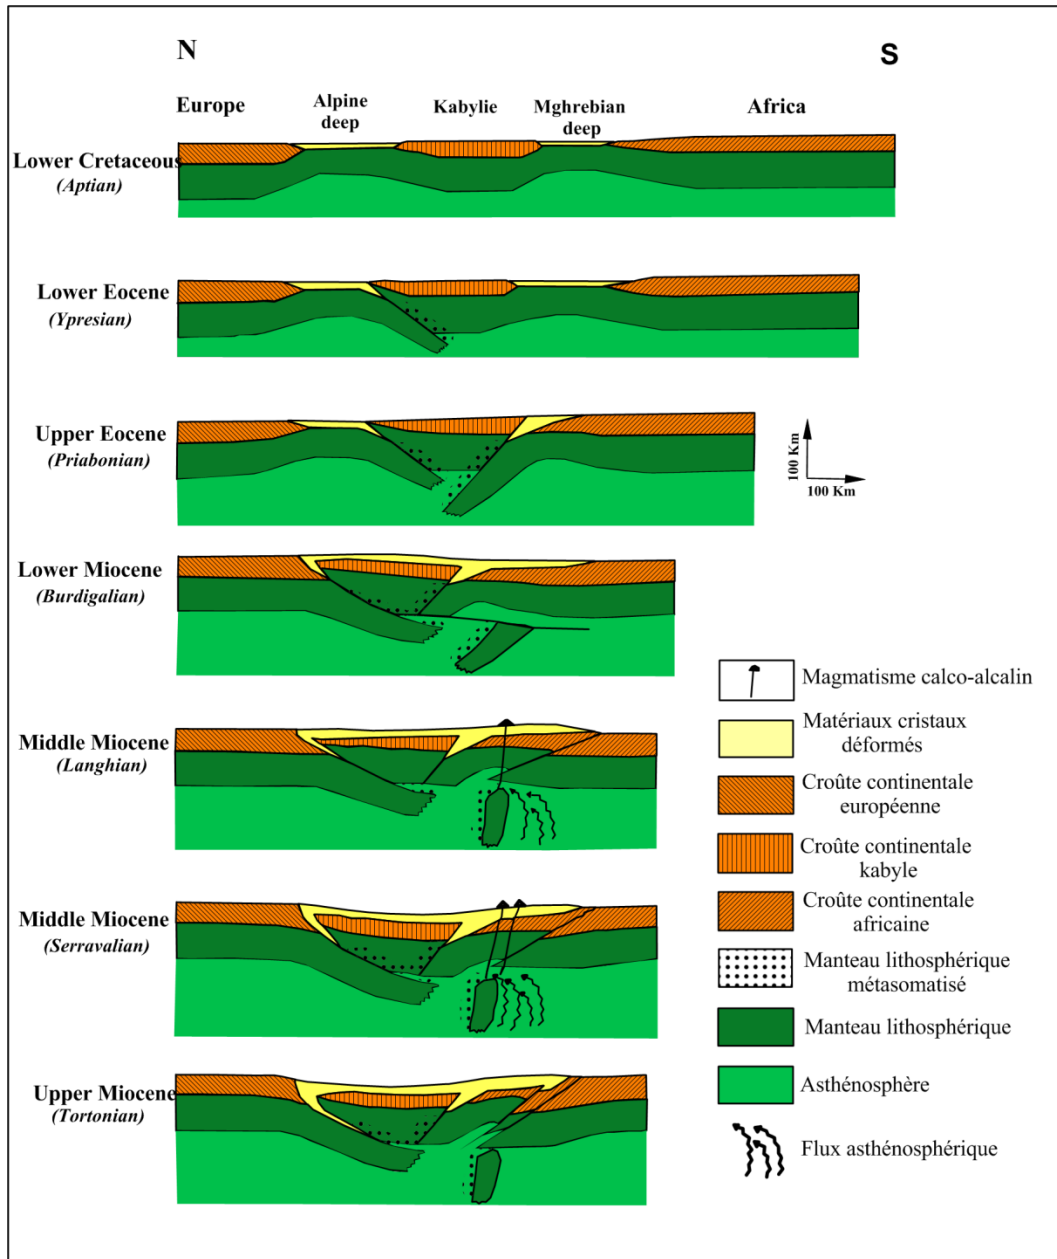 N
S
Europe
Alpine
deep
Kabylie
Mghrebian
deep
Africa
Lower Cretaceous
(Aptian)
Lower Eocene
(Ypresian)
Upper Eocene
(Priabonian)
100 Km
100 Km
Lower Miocene
(Burdigalian)
Middle Miocene
(Langhian)
Middle Miocene
(Serravalian)
Upper Miocene
(Tortonian)
Magmatisme calco-alcalin
Matériaux cristaux
déformés
Croûte continentale
européenne
Croûte continentale
kabyle
Croûte continentale
africaine
Manteau lithosphérique
métasomatisé
Manteau lithosphérique
Asthénosphère
Flux asthénosphérique